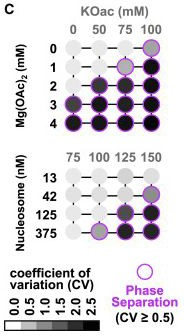 C
KOac (mM)
0 50 75 100
Mg(OAc)2 (mM)
0
1
2
3
4
75 100 125 150
Nucleosome (nM)
13
42
125
375
coefficient of
variation (CV)
0.0 0.5 1.0 1.5 2.0 2.5
Phase
Separation
(CV ≥ 0.5)